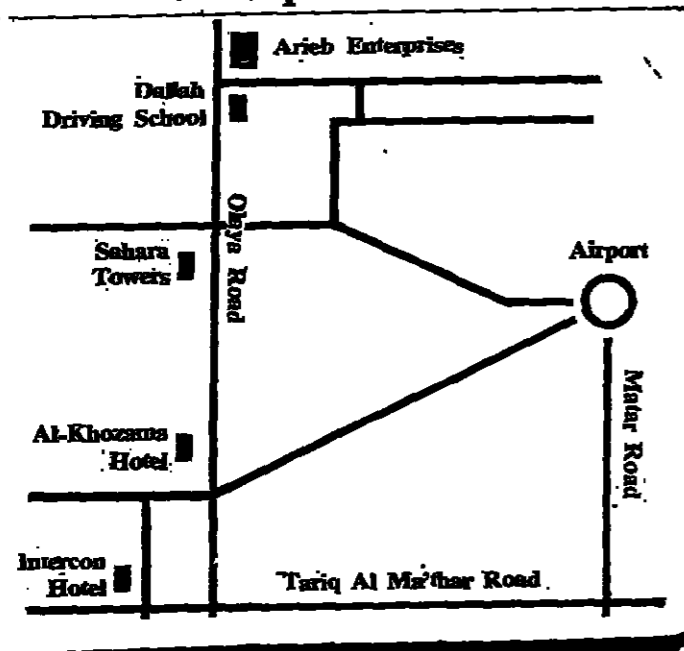 Arieb Enterprises
Dallah
Driving School
Olaya Road
Sahara
Towers
Airport
Matar Road
Al-Khozama
Hotel
Intercon
Hotel
Tariq Al Ma'thar Road